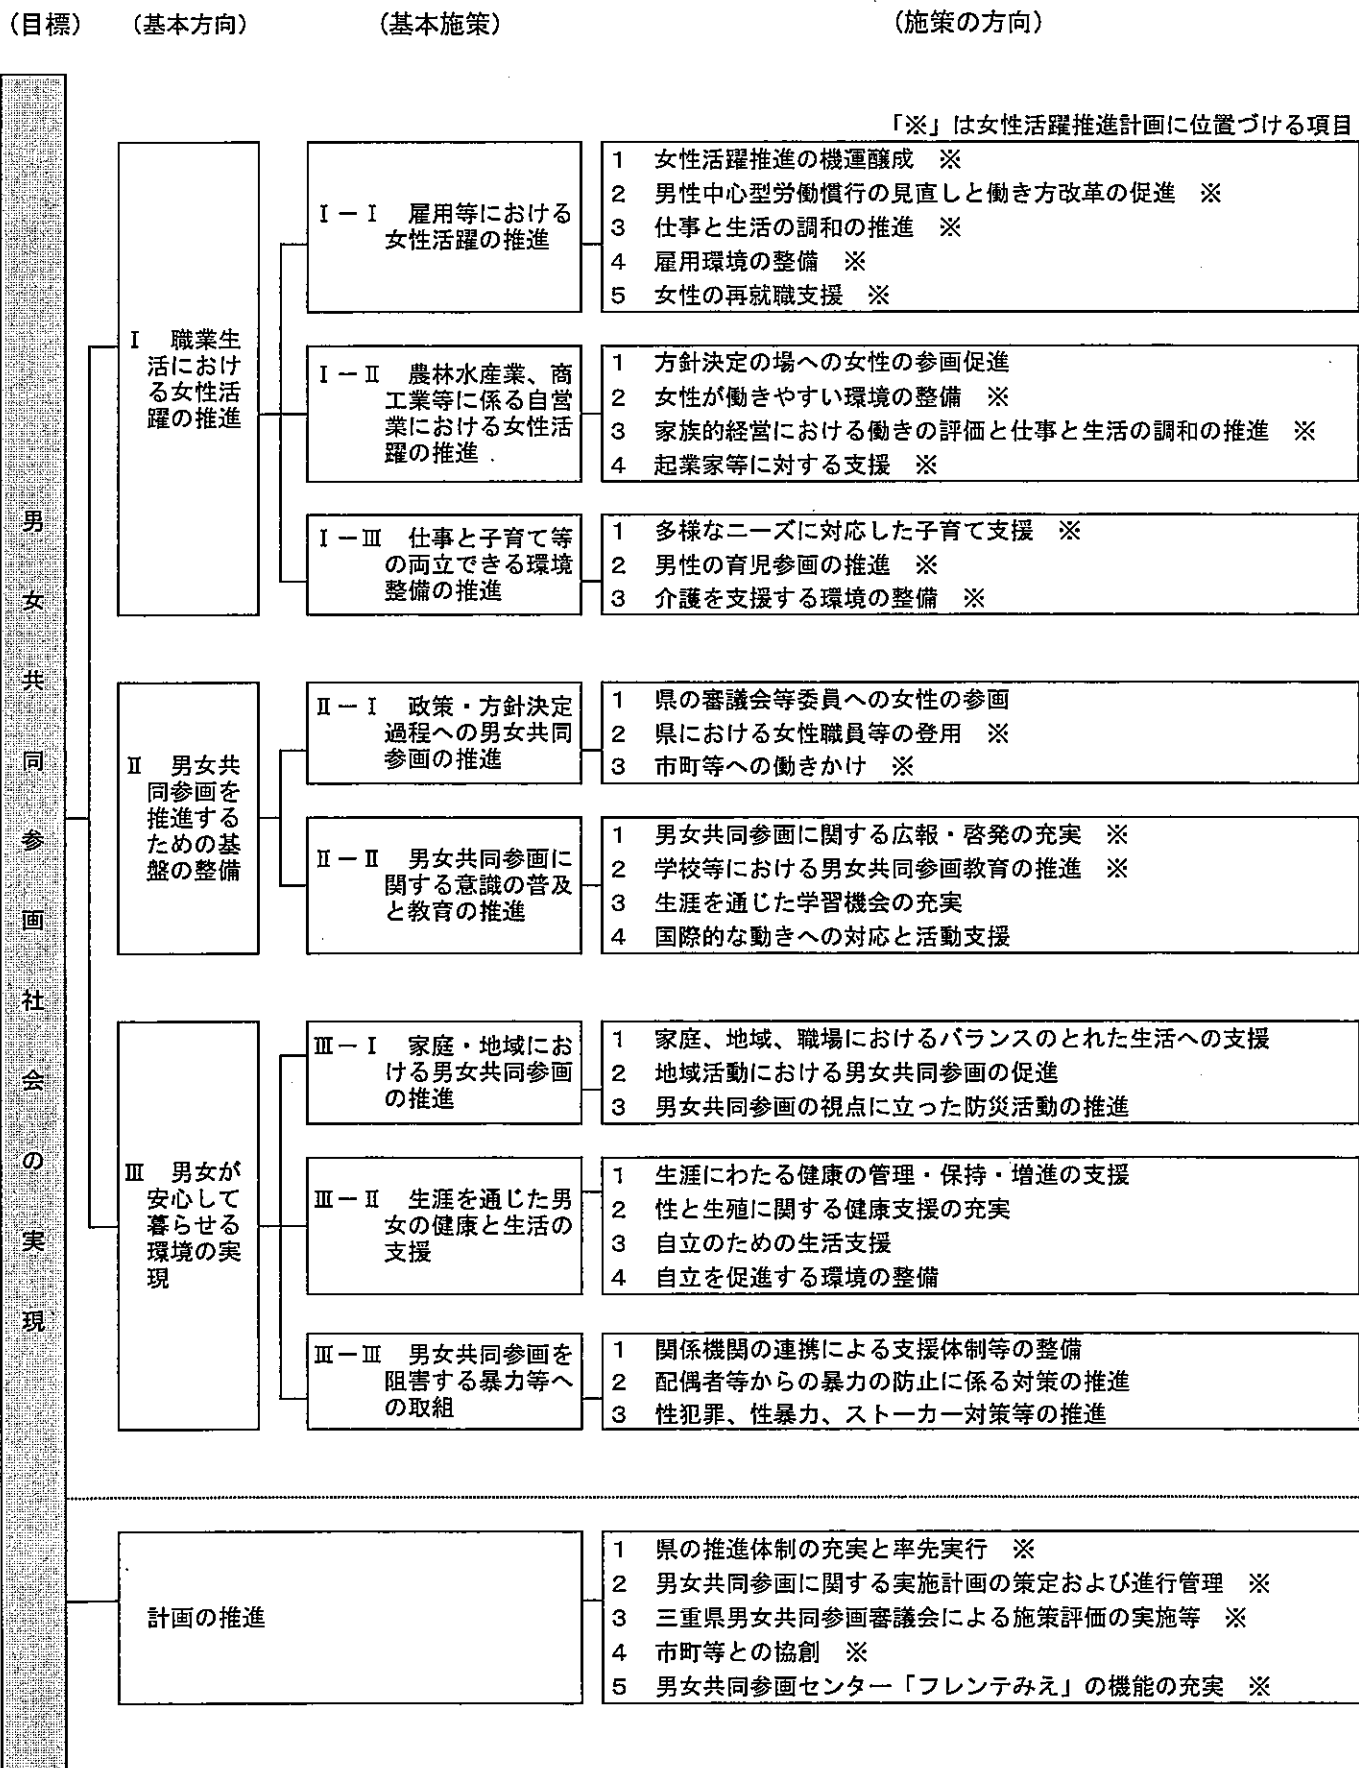 (目標)　(基本方向)　(基本施策)　(施策の方向)
「※」は女性活躍推進計画に位置づける項目
男女共同参画社会の実現
Ⅰ　職業生
活におけ
る女性活
躍の推進
Ⅰ－Ⅰ　雇用等における
女性活躍の推進
1　女性活躍推進の機運醸成　※
2　男性中心型労働慣行の見直しと働き方改革の促進　※
3　仕事と生活の調和の推進　※
4　雇用環境の整備　※
5　女性の再就職支援　※
Ⅰ－Ⅱ　農林水産業、商
工業等に係る自営
業における女性活
躍の推進
1　方針決定の場への女性の参画促進
2　女性が働きやすい環境の整備　※
3　家族的経営における働きの評価と仕事と生活の調和の推進　※
4　起業家等に対する支援　※
Ⅰ－Ⅲ　仕事と子育て等
の両立できる環境
整備の推進
1　多様なニーズに対応した子育て支援　※
2　男性の育児参画の推進　※
3　介護を支援する環境の整備　※
Ⅱ　男女共
同参画を
推進する
ための基
盤の整備
Ⅱ－Ⅰ　政策・方針決定
過程への男女共同
参画の推進
1　県の審議会等委員への女性の参画
2　県における女性職員等の登用　※
3　市町等への働きかけ　※
Ⅱ－Ⅱ　男女共同参画に
関する意識の普及
と教育の推進
1　男女共同参画に関する広報・啓発の充実　※
2　学校等における男女共同参画教育の推進　※
3　生涯を通じた学習機会の充実
4　国際的な動きへの対応と活動支援
Ⅲ　男女が
安心して
暮らせる
環境の実
現
Ⅲ－Ⅰ　家庭・地域にお
ける男女共同参画
の推進
1　家庭、地域、職場におけるバランスのとれた生活への支援
2　地域活動における男女共同参画の促進
3　男女共同参画の視点に立った防災活動の推進
Ⅲ－Ⅱ　生涯を通じた男
女の健康と生活の
支援
1　生涯にわたる健康の管理・保持・増進の支援
2　性と生殖に関する健康支援の充実
3　自立のための生活支援
4　自立を促進する環境の整備
Ⅲ－Ⅲ　男女共同参画を
阻害する暴力等へ
の取組
1　関係機関の連携による支援体制等の整備
2　配偶者等からの暴力の防止に係る対策の推進
3　性犯罪、性暴力、ストーカー対策等の推進
計画の推進
1　県の推進体制の充実と率先実行　※
2　男女共同参画に関する実施計画の策定および進行管理　※
3　三重県男女共同参画審議会による施策評価の実施等　※
4　市町等との協創　※
5　男女共同参画センター「フレンテみえ」の機能の充実　※